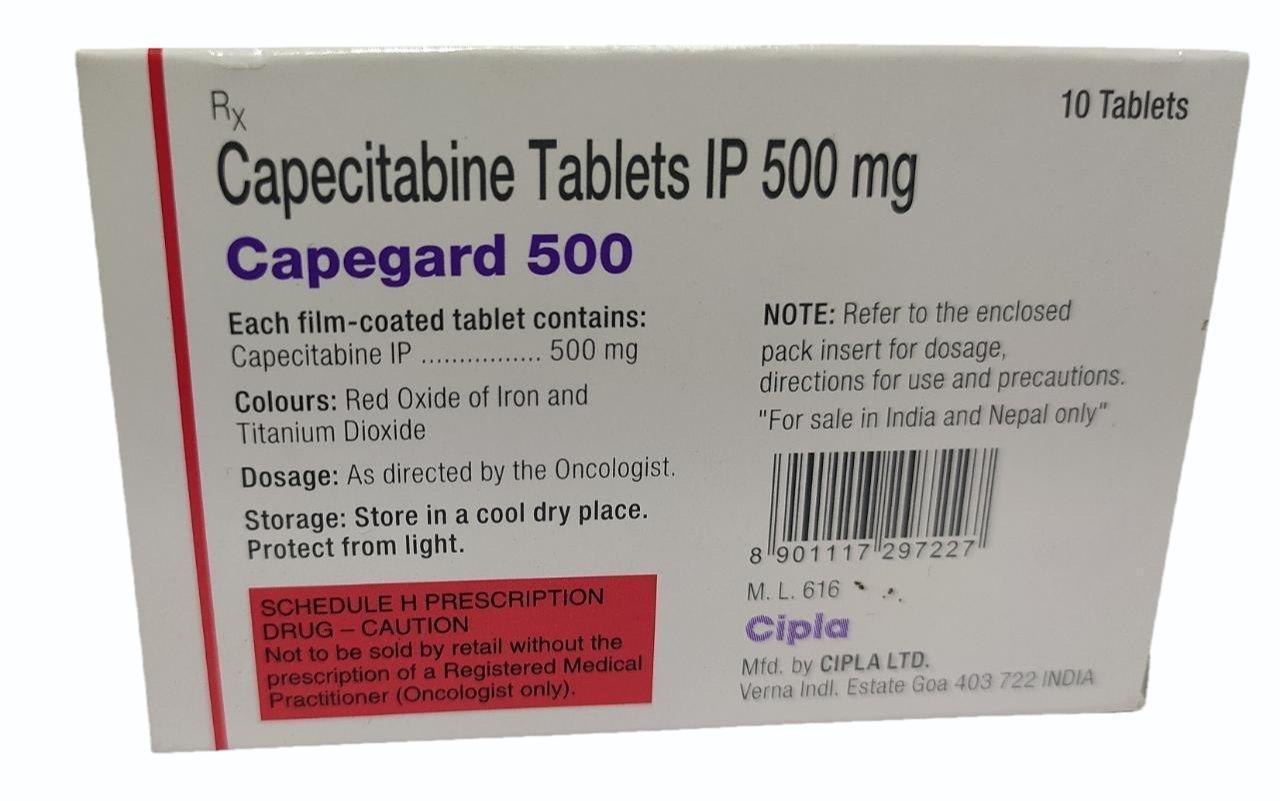 Rx
10 Tablets
Capecitabine Tablets IP 500 mg
Capegard 500
Each film-coated tablet contains:
Capecitabine IP ................ 500 mg
Colours: Red Oxide of Iron and
Titanium Dioxide
Dosage: As directed by the Oncologist.
Storage: Store in a cool dry place.
Protect from light.
SCHEDULE H PRESCRIPTION
DRUG – CAUTION
Not to be sold by retail without the
prescription of a Registered Medical
Practitioner (Oncologist only).
NOTE: Refer to the enclosed
pack insert for dosage,
directions for use and precautions.
"For sale in India and Nepal only"
8 901117 297227
M. L. 616
Cipla
Mfd. by CIPLA LTD.
Verna Indl. Estate Goa 403 722 INDIA